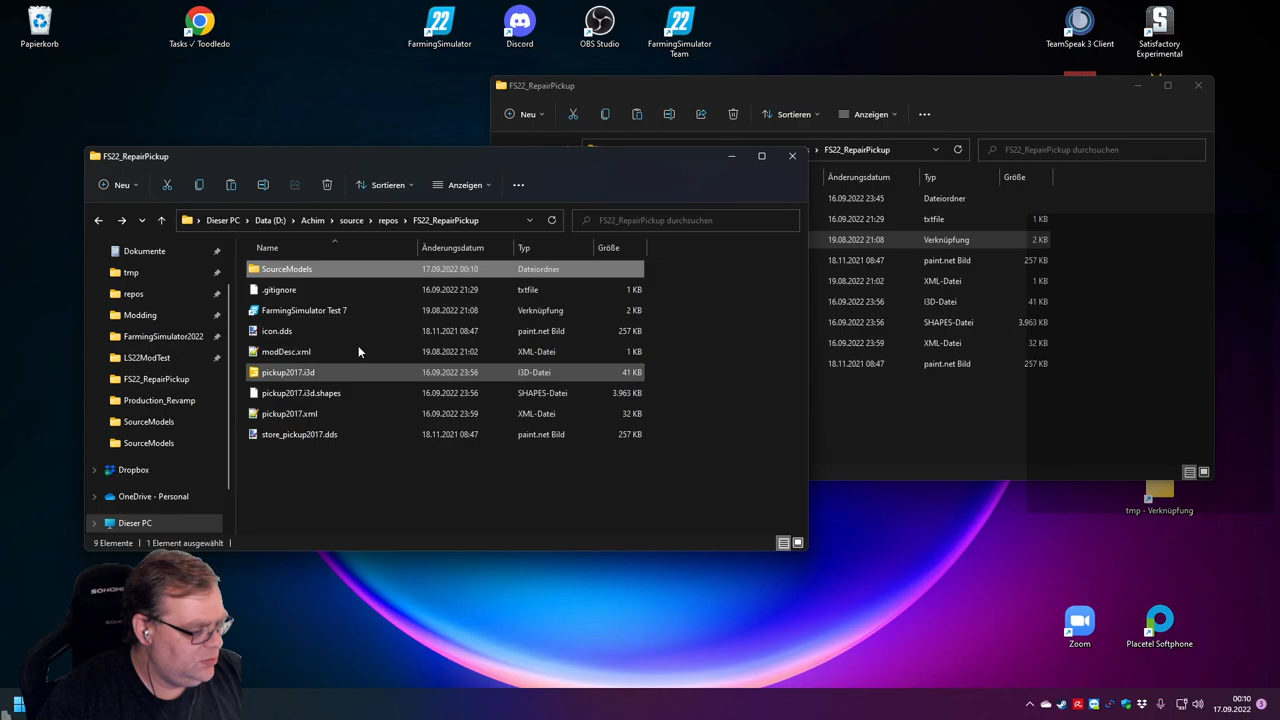 Papierkorb
Tasks ✓ Toodledo
FarmingSimulator
Discord
OBS Studio
FarmingSimulator
Team
TeamSpeak 3 Client
Satisfactory
Experimental
FS22_RepairPickup
Neu
Sortieren
Anzeigen
FS22_RepairPickup
FS22_RepairPickup durchsuchen
Änderungsdatum Typ Größe
16.09.2022 23:45 Dateiordner
16.09.2022 21:29 txtfile 1 KB
19.08.2022 21:08 Verknüpfung 2 KB
18.11.2021 08:47 paint.net Bild 257 KB
19.08.2022 21:02 XML-Datei 1 KB
16.09.2022 23:56 I3D-Datei 41 KB
16.09.2022 23:56 SHAPES-Datei 3.963 KB
16.09.2022 23:59 XML-Datei 32 KB
18.11.2021 08:47 paint.net Bild 257 KB
FS22_RepairPickup
Neu
Sortieren
Anzeigen
Dieser PC > Data (D:) > Achim > source > repos > FS22_RepairPickup
FS22_RepairPickup durchsuchen
Dokumente
tmp
repos
Modding
FarmingSimulator2022
LS22ModTest
FS22_RepairPickup
Production_Revamp
SourceModels
SourceModels
Dropbox
OneDrive - Personal
Dieser PC
Name Änderungsdatum Typ Größe
SourceModels 17.09.2022 00:10 Dateiordner
.gitignore 16.09.2022 21:29 txtfile 1 KB
FarmingSimulator Test 7 19.08.2022 21:08 Verknüpfung 2 KB
icon.dds 18.11.2021 08:47 paint.net Bild 257 KB
modDesc.xml 19.08.2022 21:02 XML-Datei 1 KB
pickup2017.i3d 16.09.2022 23:56 I3D-Datei 41 KB
pickup2017.i3d.shapes 16.09.2022 23:56 SHAPES-Datei 3.963 KB
pickup2017.xml 16.09.2022 23:59 XML-Datei 32 KB
store_pickup2017.dds 18.11.2021 08:47 paint.net Bild 257 KB
9 Elemente 1 Element ausgewählt
tmp - Verknüpfung
Zoom
Placetel Softphone
00:10
17.09.2022
3